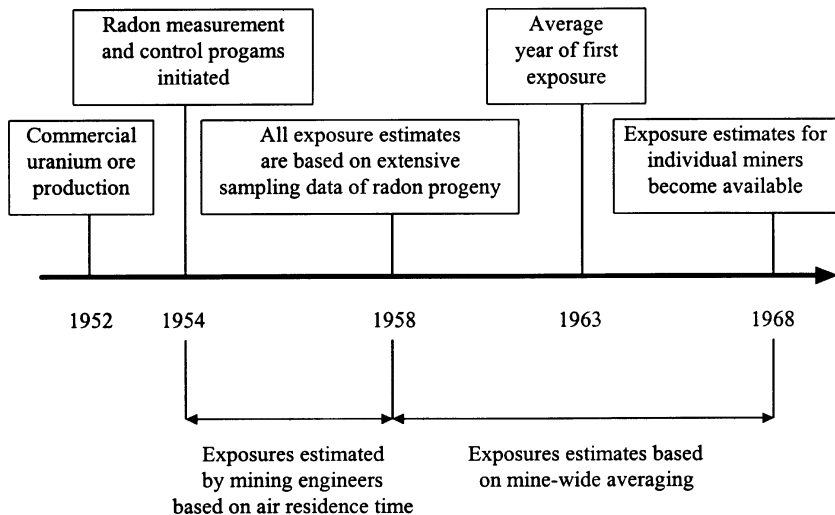 Radon measurement
and control progams
initiated
Average
year of first
exposure
Commercial
uranium ore
production
All exposure estimates
are based on extensive
sampling data of radon progeny
Exposure estimates for
individual miners
become available
1952
1954
1958
1963
1968
Exposures estimated
by mining engineers
based on air residence time
Exposures estimates based
on mine-wide averaging